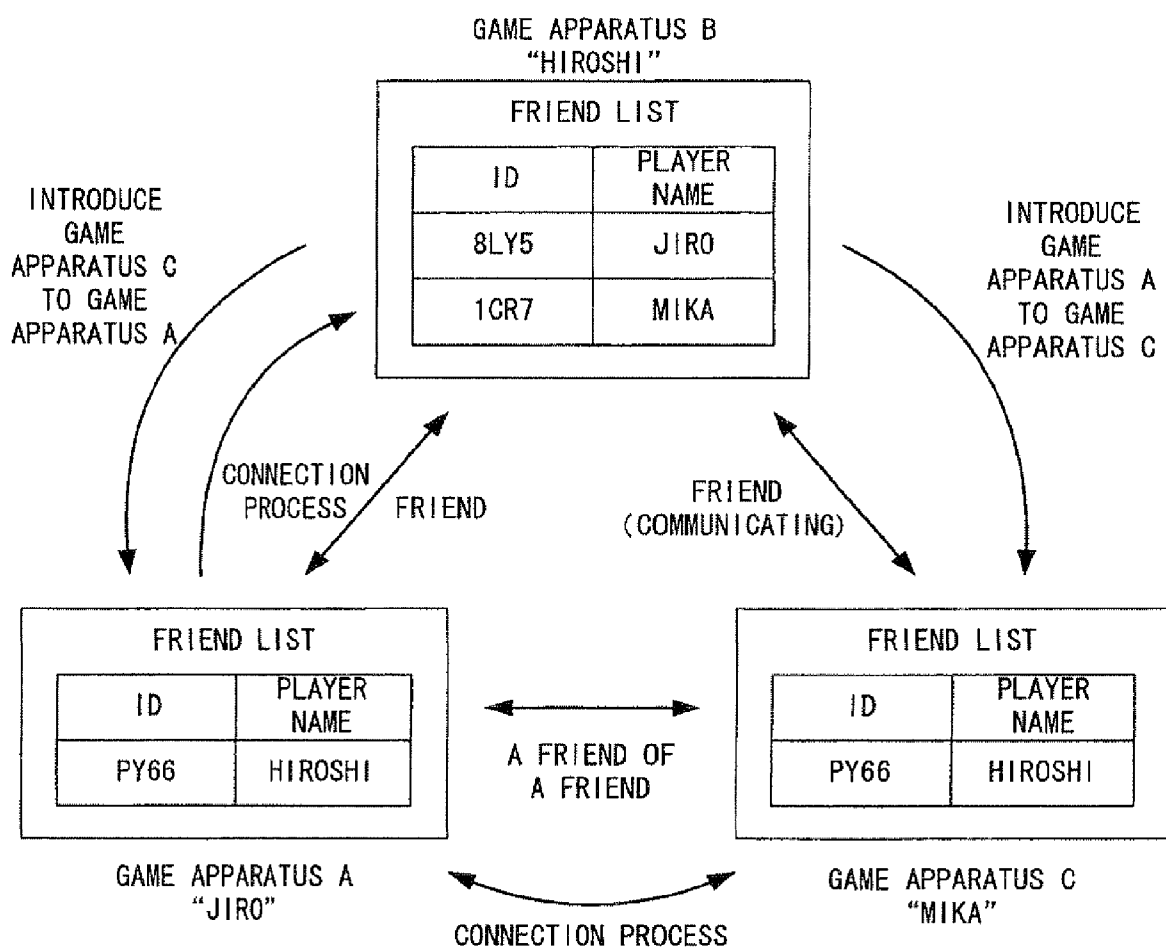 GAME APPARATUS B
“HIROSHI”
FRIEND LIST
ID
PLAYER
NAME
8LY5
JIRO
1CR7
MIKA
INTRODUCE
GAME
APPARATUS C
TO GAME
APPARATUS A
INTRODUCE
GAME
APPARATUS A
TO GAME
APPARATUS C
CONNECTION
PROCESS
FRIEND
FRIEND
(COMMUNICATING)
FRIEND LIST
ID
PLAYER
NAME
PY66
HIROSHI
A FRIEND OF
A FRIEND
FRIEND LIST
ID
PLAYER
NAME
PY66
HIROSHI
GAME APPARATUS A
“JIRO”
GAME APPARATUS C
“MIKA”
CONNECTION PROCESS